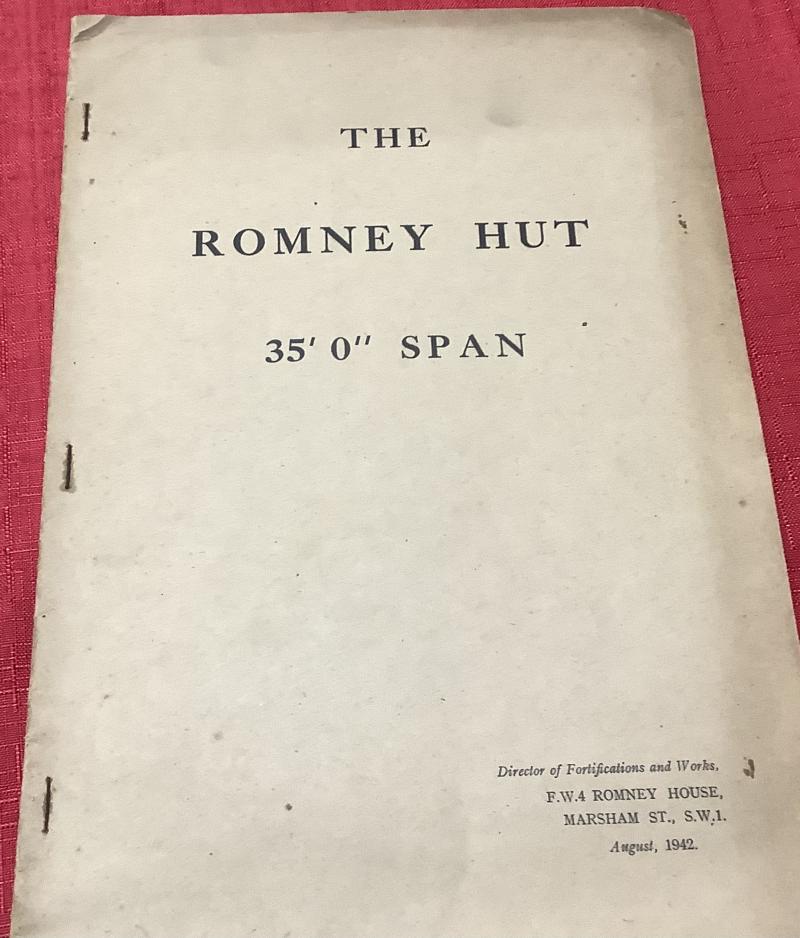 THE
ROMNEY HUT
35' 0" SPAN
Director of Fortifications and Works,
F.W.4 ROMNEY HOUSE,
MARSHAM ST., S.W.1.
August, 1942.